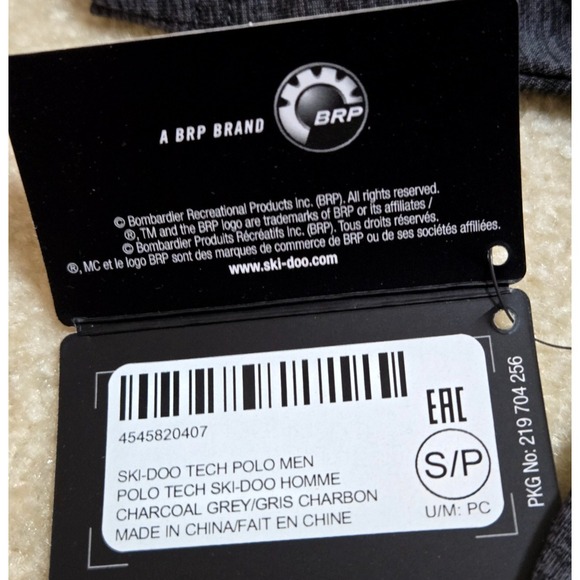 A BRP BRAND
BRP
© Bombardier Recreational Products Inc. (BRP). All rights reserved.
®, TM and the BRP logo are trademarks of BRP or its affiliates /
© Bombardier Produits Récréatifs Inc. (BRP). Tous droits réservés.
®, MC et le logo BRP sont des marques de commerce de BRP ou de ses sociétés affiliées.
www.ski-doo.com
4545820407
SKI-DOO TECH POLO MEN
POLO TECH SKI-DOO HOMME
CHARCOAL GREY/GRIS CHARBON
MADE IN CHINA/FAIT EN CHINE
EAC
S/P
U/M: PC
PKG No: 219 704 256